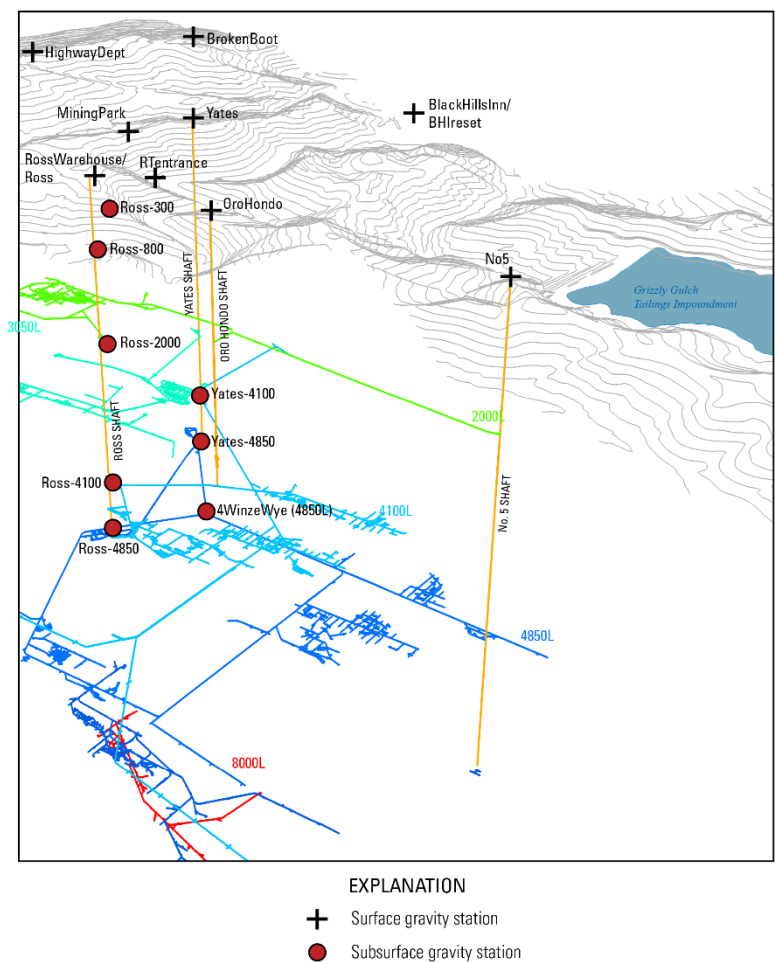 BrokenBoot
HighwayDept
BlackHillsInn/
BHIreset
MiningPark
Yates
RossWarehouse/
Ross
RTentrance
Ross-300
OroHondo
Ross-800
No5
Grizzly Gulch
Tailings Impoundment
YATES SHAFT
ORO HONDO SHAFT
3050L
Ross-2000
Yates-4100
2000L
ROSS SHAFT
Yates-4850
Ross-4100
4WinzeWye (4850L)
4100L
No. 5 SHAFT
Ross-4850
4850L
8000L
EXPLANATION
Surface gravity station
Subsurface gravity station